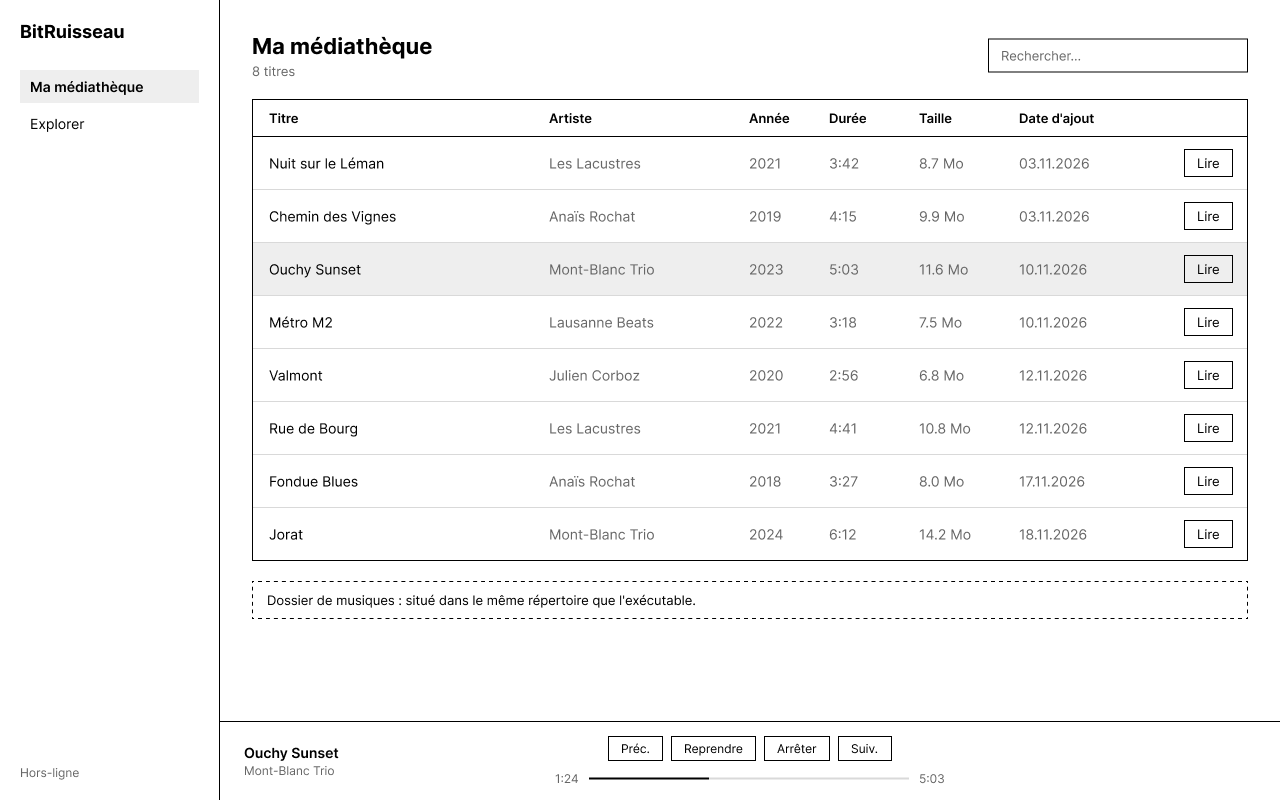 BitRuisseau
Ma médiathèque
Explorer
Hors-ligne
Ma médiathèque
8 titres
Rechercher...
Titre Artiste Année Durée Taille Date d'ajout
Nuit sur le Léman Les Lacustres 2021 3:42 8.7 Mo 03.11.2026 Lire
Chemin des Vignes Anaïs Rochat 2019 4:15 9.9 Mo 03.11.2026 Lire
Ouchy Sunset Mont-Blanc Trio 2023 5:03 11.6 Mo 10.11.2026 Lire
Métro M2 Lausanne Beats 2022 3:18 7.5 Mo 10.11.2026 Lire
Valmont Julien Corboz 2020 2:56 6.8 Mo 12.11.2026 Lire
Rue de Bourg Les Lacustres 2021 4:41 10.8 Mo 12.11.2026 Lire
Fondue Blues Anaïs Rochat 2018 3:27 8.0 Mo 17.11.2026 Lire
Jorat Mont-Blanc Trio 2024 6:12 14.2 Mo 18.11.2026 Lire
Dossier de musiques : situé dans le même répertoire que l'exécutable.
Ouchy Sunset
Mont-Blanc Trio
Préc. Reprendre Arrêter Suiv.
1:24 5:03